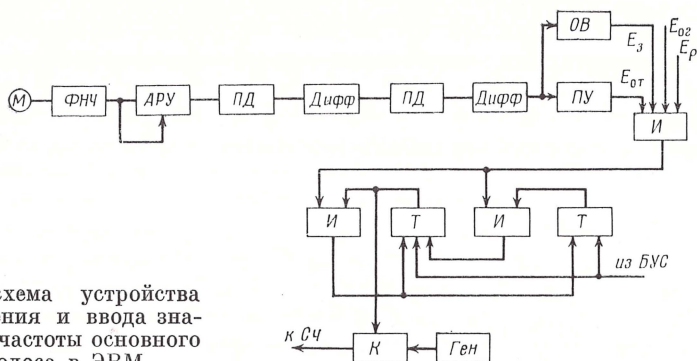 ОВ
Eз
Eог
Eр
М
ФНЧ
АРУ
ПД
Дифф
ПД
Дифф
ПУ
Eот
И
И
Т
И
Т
из БУС
к Сч
К
Ген
схема устройства
ния и ввода зна-
частоты основного